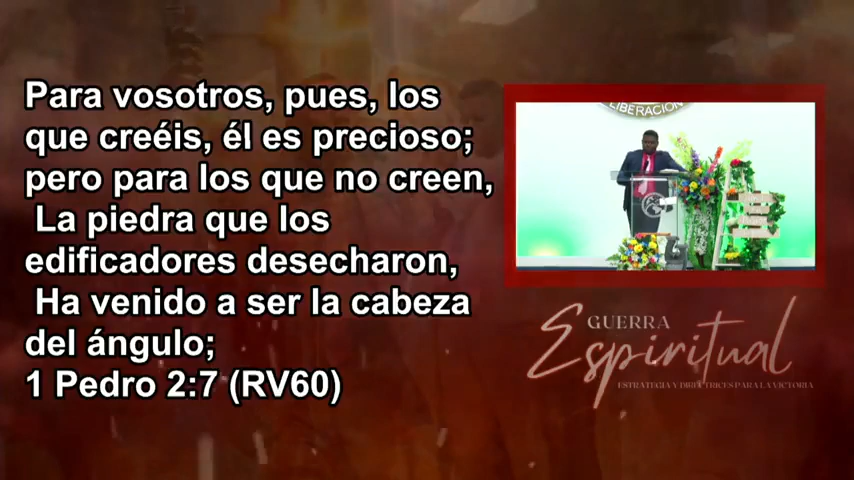 Para vosotros, pues, los
que creéis, él es precioso;
pero para los que no creen,
La piedra que los
edificadores desecharon,
Ha venido a ser la cabeza
del ángulo;
1 Pedro 2:7 (RV60)
LIBERACIÓN
GUERRA
Espiritual
ESTRATEGIA Y DIRECTRICES PARA LA VICTORIA